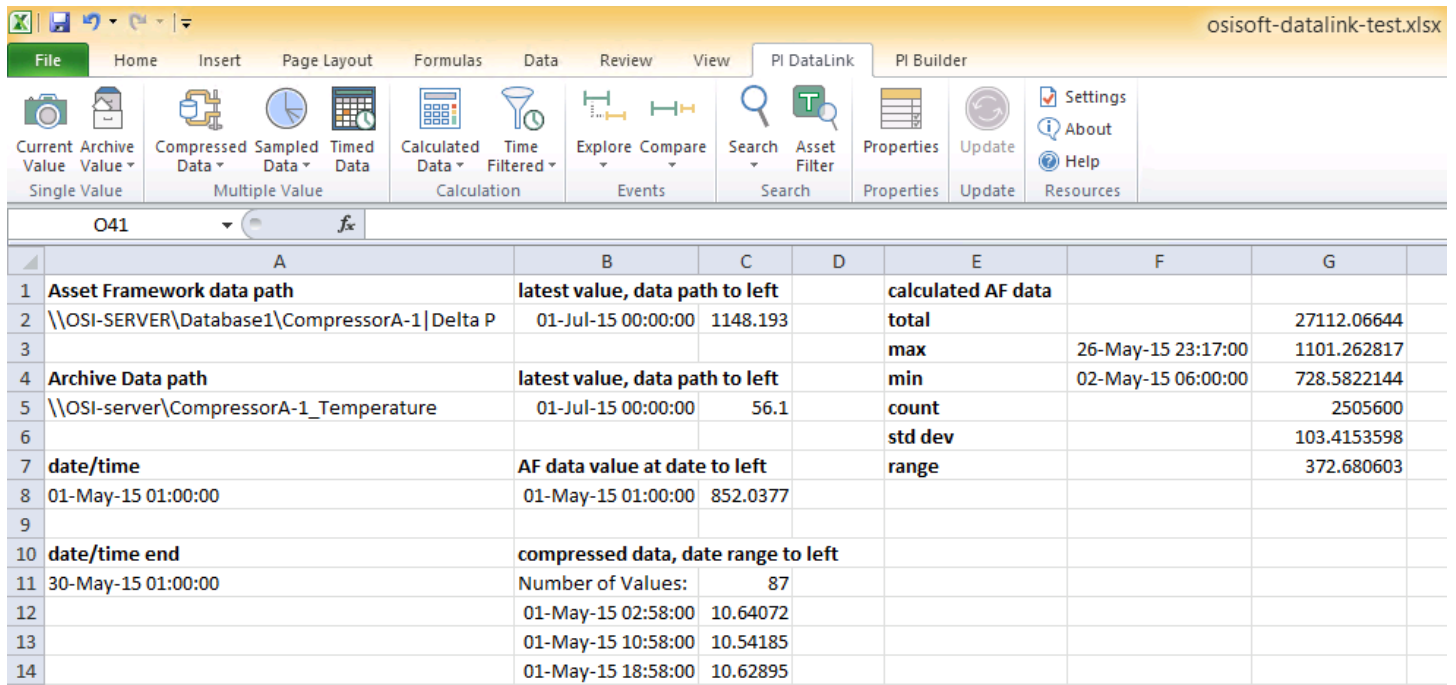 osisoft-datalink-test.xlsx
File Home Insert Page Layout Formulas Data Review View PI DataLink PI Builder
Current Value Archive Value Compressed Data Sampled Data Timed Data Calculated Data Time Filtered Explore Compare Search Asset Filter Properties Update Settings
About
Help
Single Value Multiple Value Calculation Events Search Properties Update Resources
O41 fx
A B C D E F G
1 Asset Framework data path latest value, data path to left calculated AF data
2 \\OSI-SERVER\Database1\CompressorA-1|Delta P 01-Jul-15 00:00:00 1148.193 total 27112.06644
3 max 26-May-15 23:17:00 1101.262817
4 Archive Data path latest value, data path to left min 02-May-15 06:00:00 728.5822144
5 \\OSI-server\CompressorA-1_Temperature 01-Jul-15 00:00:00 56.1 count 2505600
6 std dev 103.4153598
7 date/time AF data value at date to left range 372.680603
8 01-May-15 01:00:00 01-May-15 01:00:00 852.0377
9
10 date/time end compressed data, date range to left
11 30-May-15 01:00:00 Number of Values: 87
12 01-May-15 02:58:00 10.64072
13 01-May-15 10:58:00 10.54185
14 01-May-15 18:58:00 10.62895